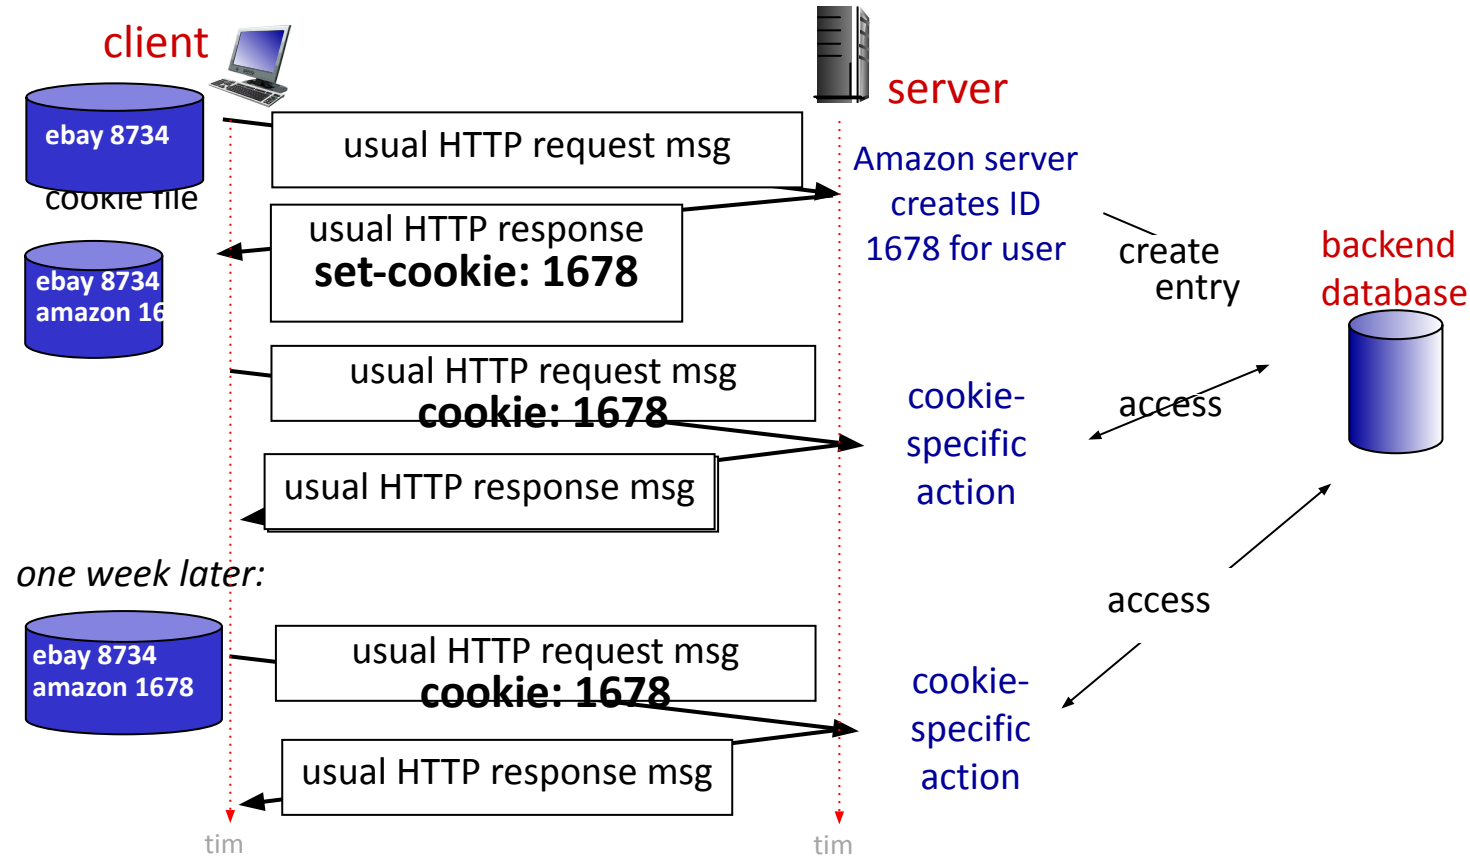 client
server
ebay 8734
cookie file
usual HTTP request msg
Amazon server
creates ID
1678 for user
usual HTTP response
set-cookie: 1678
create
entry
backend
database
ebay 8734
amazon 16
usual HTTP request msg
cookie: 1678
cookie-
specific
action
access
usual HTTP response msg
one week later:
access
ebay 8734
amazon 1678
usual HTTP request msg
cookie: 1678
cookie-
specific
action
usual HTTP response msg
tim
tim